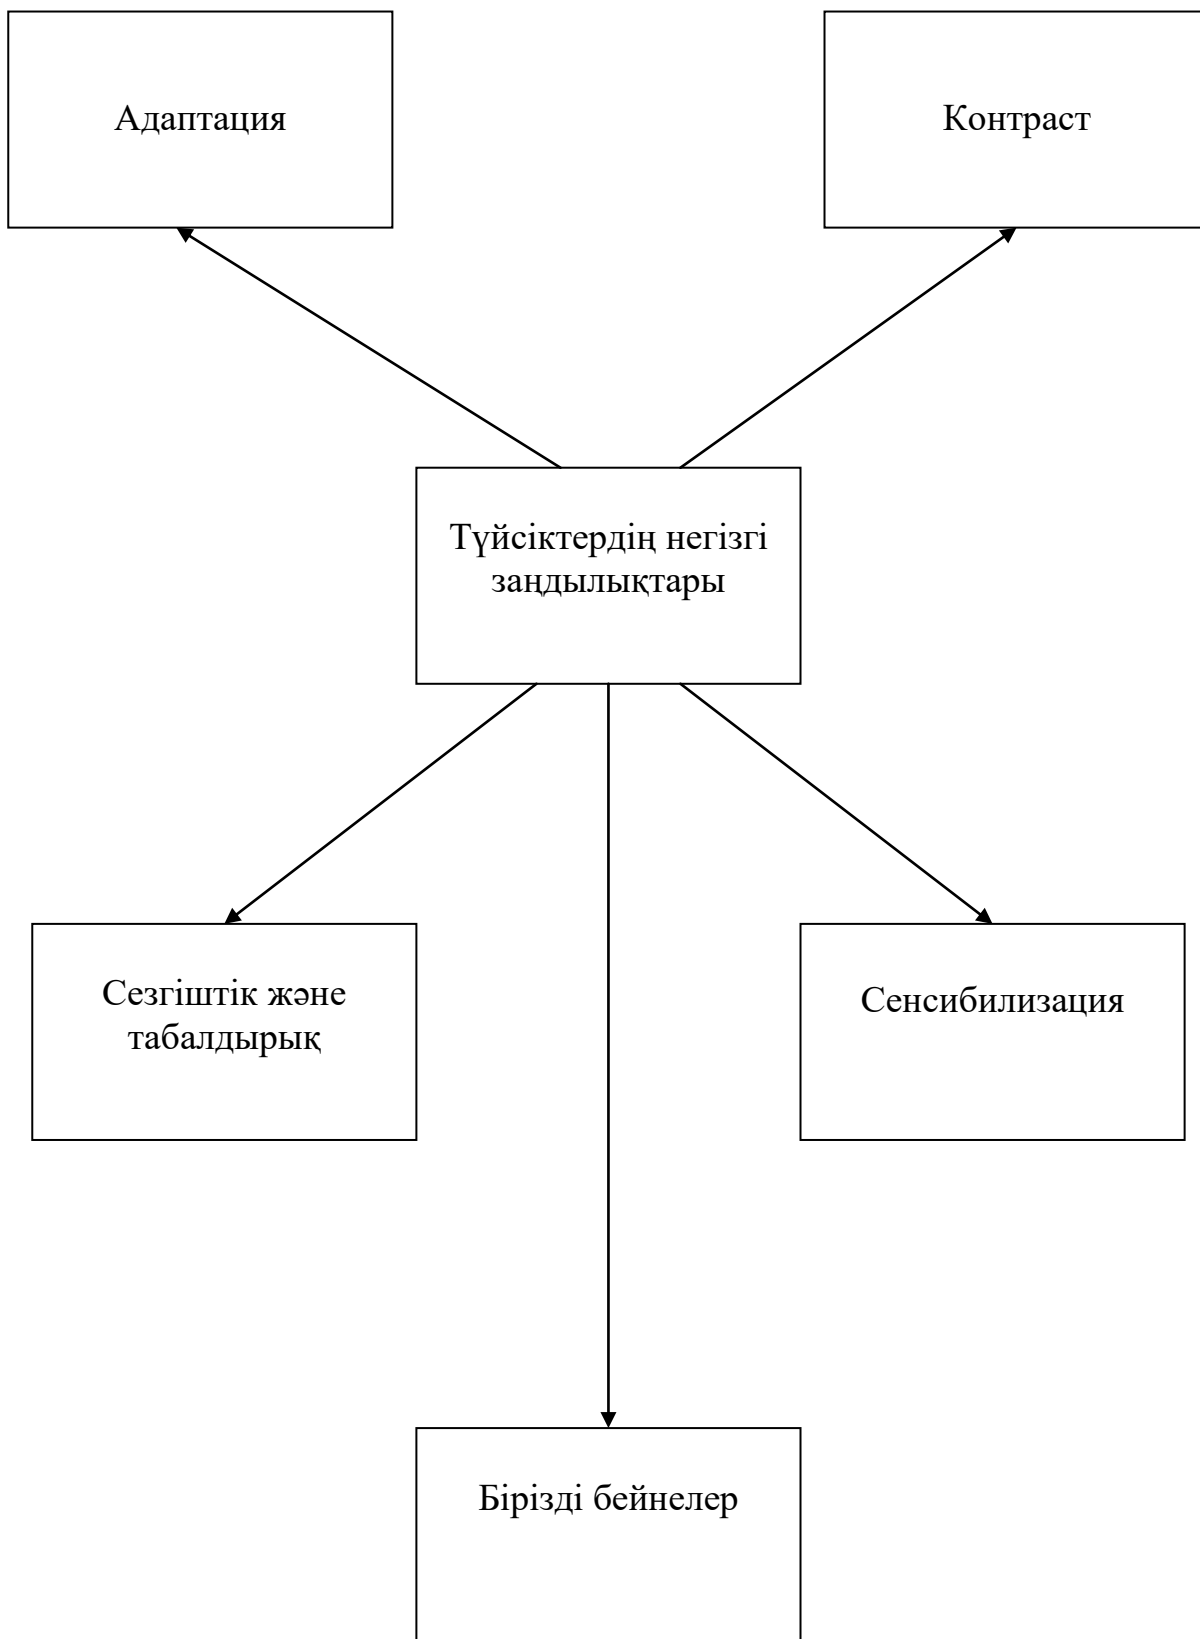 Адаптация
Контраст
Түйсіктердің негізгі
заңдылықтары
Сезгіштік және
табалдырық
Сенсибилизация
Бірізді бейнелер